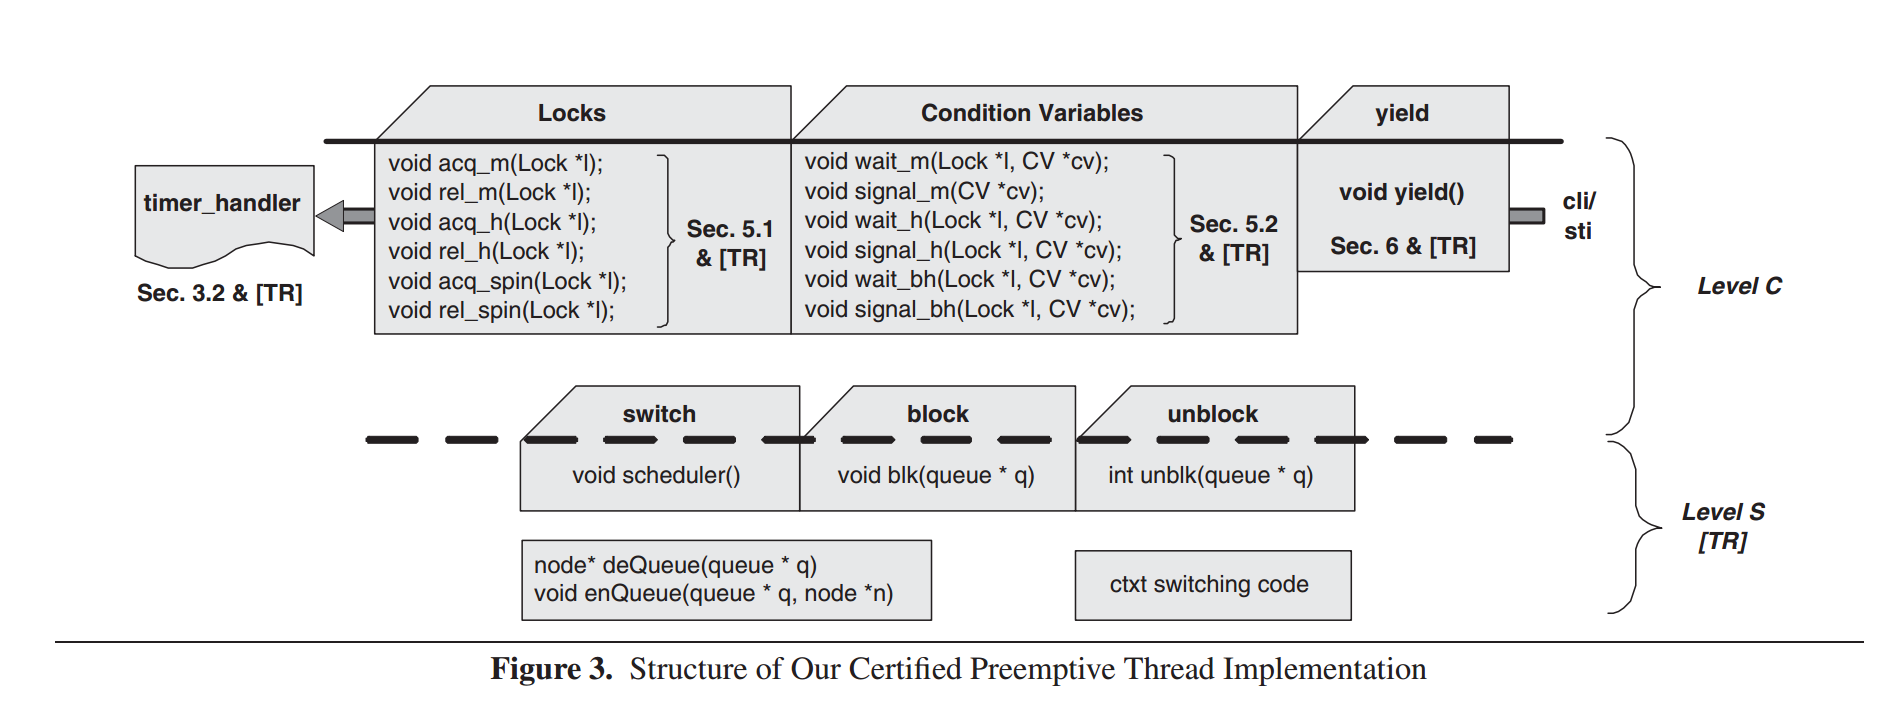 Locks
Condition Variables
yield
timer_handler
Sec. 3.2 & [TR]
void acq_m(Lock *l);
void rel_m(Lock *l);
void acq_h(Lock *l);
void rel_h(Lock *l);
void acq_spin(Lock *l);
void rel_spin(Lock *l);
Sec. 5.1
& [TR]
void wait_m(Lock *l, CV *cv);
void signal_m(CV *cv);
void wait_h(Lock *l, CV *cv);
void signal_h(Lock *l, CV *cv);
void wait_bh(Lock *l, CV *cv);
void signal_bh(Lock *l, CV *cv);
Sec. 5.2
& [TR]
void yield()
Sec. 6 & [TR]
cli/
sti
Level C
switch
block
unblock
void scheduler()
void blk(queue * q)
int unblk(queue * q)
node* deQueue(queue * q)
void enQueue(queue * q, node *n)
ctxt switching code
Level S
[TR]
Figure 3. Structure of Our Certified Preemptive Thread Implementation